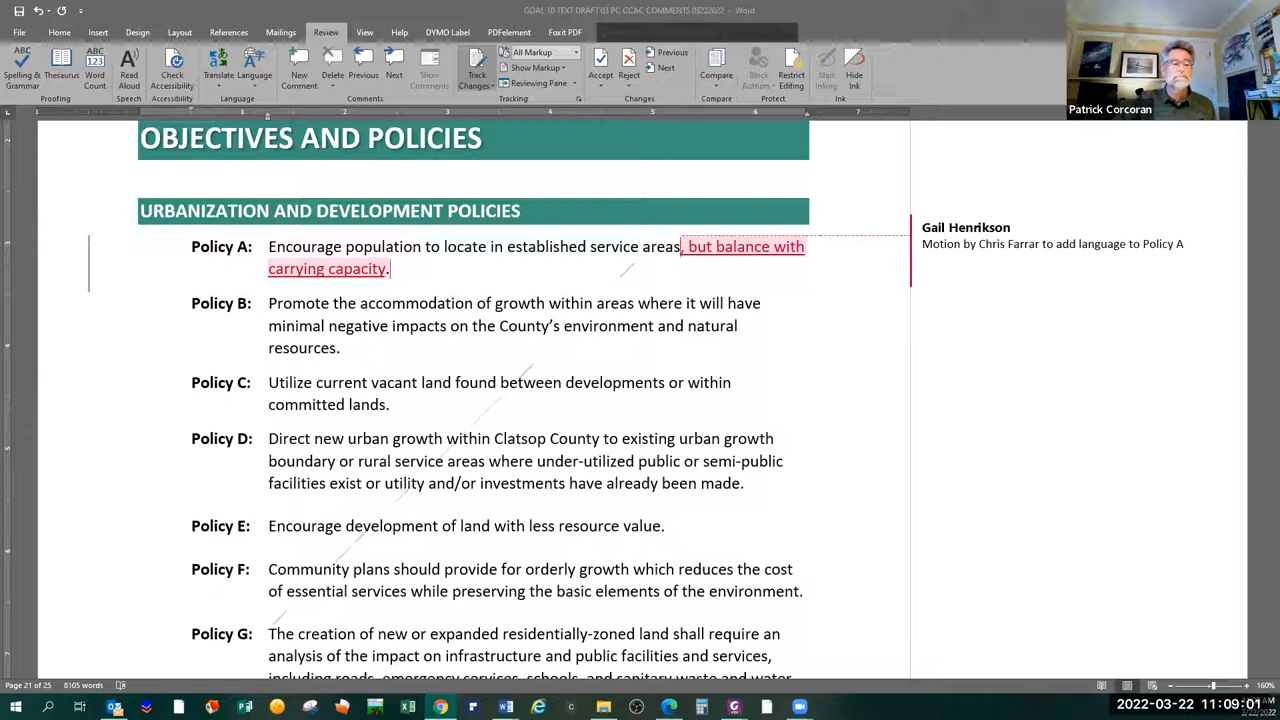 GOAL 10 TEXT DRAFT 03 PC CCAC COMMENTS 03222022 - Word
File Home Insert Design Layout References Mailings Review View Help DYMO Label PDFelement Foxit PDF
ABC ABC 123
Spelling & Grammar Thesaurus Word Count Read Aloud Check Accessibility Translate Language New Comment Delete Previous Next Show Comments Track Changes All Markup Show Markup Reviewing Pane Accept Reject Previous Next Compare Block Authors Restrict Editing Start Inking Hide Ink
Proofing Speech Accessibility Language Comments Tracking Changes Compare Protect Ink
Patrick Corcoran
OBJECTIVES AND POLICIES
URBANIZATION AND DEVELOPMENT POLICIES
Policy A: Encourage population to locate in established service areas, but balance with
carrying capacity.
Gail Henrikson
Motion by Chris Farrar to add language to Policy A
Policy B: Promote the accommodation of growth within areas where it will have
minimal negative impacts on the County’s environment and natural
resources.
Policy C: Utilize current vacant land found between developments or within
committed lands.
Policy D: Direct new urban growth within Clatsop County to existing urban growth
boundary or rural service areas where under-utilized public or semi-public
facilities exist or utility and/or investments have already been made.
Policy E: Encourage development of land with less resource value.
Policy F: Community plans should provide for orderly growth which reduces the cost
of essential services while preserving the basic elements of the environment.
Policy G: The creation of new or expanded residentially-zoned land shall require an
analysis of the impact on infrastructure and public facilities and services,
including roads, emergency services, schools, and sanitary waste and water
Page 21 of 25 8105 words 160%
2022-03-22 11:09:01